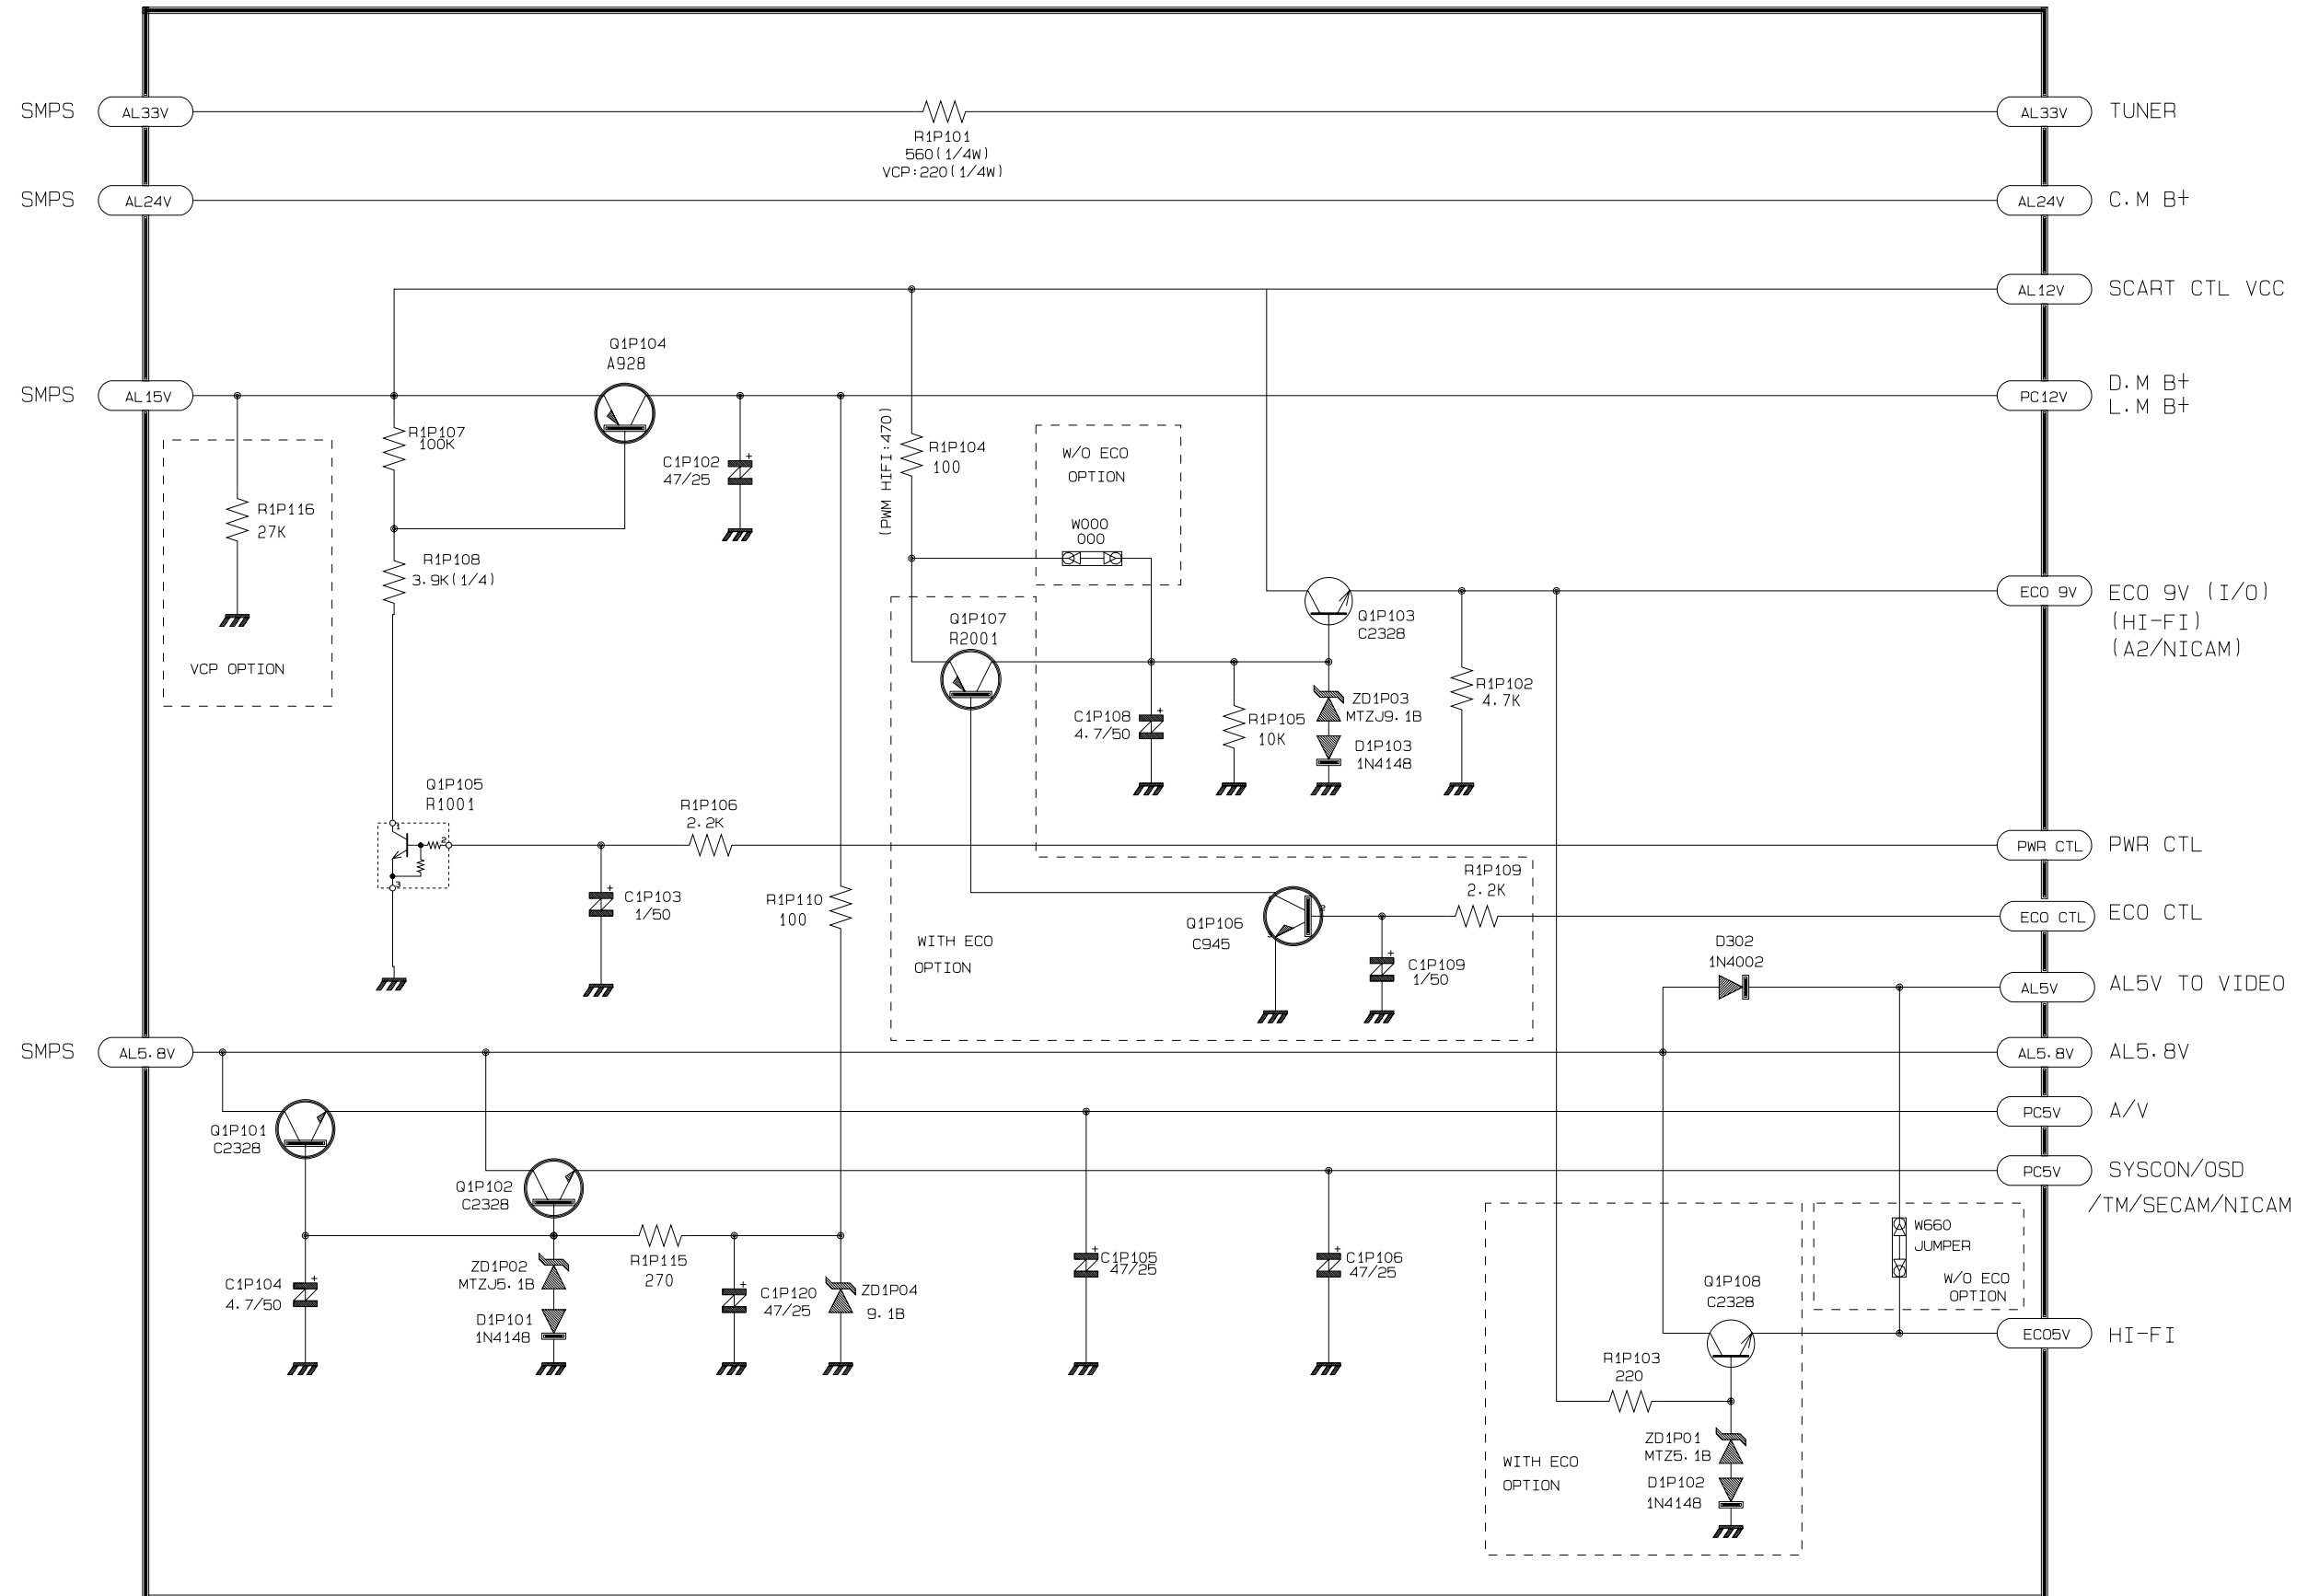 SMPS AL33V AL33V TUNER
R1P101
560(1/4W)
VCP:220(1/4W)
SMPS AL24V AL24V C.M B+
AL12V SCART CTL VCC
Q1P104
A928
SMPS AL15V PC12V
D.M B+
L.M B+
R1P107
100K
C1P102
47/25
(PWM HIFI:470)
R1P104
100
W/O ECO
OPTION
W000
000
R1P116
27K
VCP OPTION
R1P108
3.9K(1/4)
Q1P107
R2001
Q1P103
C2328
ECO 9V
ECO 9V (I/O)
(HI-FI)
(A2/NICAM)
C1P108
4.7/50
R1P105
10K
ZD1P03
MTZJ9.1B
D1P103
1N4148
R1P102
4.7K
Q1P105
R1001
1
2
3
R1P106
2.2K
PWR CTL PWR CTL
C1P103
1/50
R1P110
100
WITH ECO
OPTION
Q1P106
C945
R1P109
2.2K
ECO CTL ECO CTL
C1P109
1/50
D302
1N4002
AL5V AL5V TO VIDEO
SMPS AL5.8V AL5.8V AL5.8V
Q1P101
C2328
PC5V A/V
Q1P102
C2328
PC5V SYSCON/OSD
/TM/SECAM/NICAM
C1P104
4.7/50
ZD1P02
MTZJ5.1B
D1P101
1N4148
R1P115
270
C1P120
47/25
ZD1P04
9.1B
C1P105
47/25
C1P106
47/25
W660
JUMPER
W/O ECO
OPTION
Q1P108
C2328
ECO5V HI-FI
R1P103
220
ZD1P01
MTZ5.1B
D1P102
1N4148
WITH ECO
OPTION